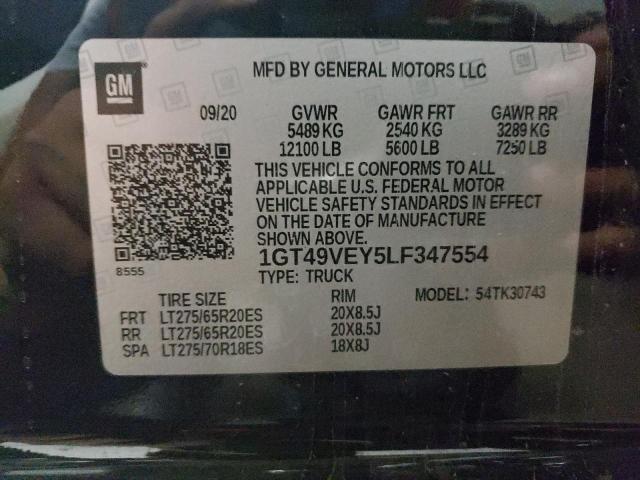 GM
MFD BY GENERAL MOTORS LLC
09/20 GVWR GAWR FRT GAWR RR
5489 KG 2540 KG 3289 KG
12100 LB 5600 LB 7250 LB
THIS VEHICLE CONFORMS TO ALL
APPLICABLE U.S. FEDERAL MOTOR
VEHICLE SAFETY STANDARDS IN EFFECT
ON THE DATE OF MANUFACTURE
SHOWN ABOVE.
1GT49VEY5LF347554
8555
TYPE: TRUCK
TIRE SIZE RIM MODEL: 54TK30743
FRT LT275/65R20ES 20X8.5J
RR LT275/65R20ES 20X8.5J
SPA LT275/70R18ES 18X8J